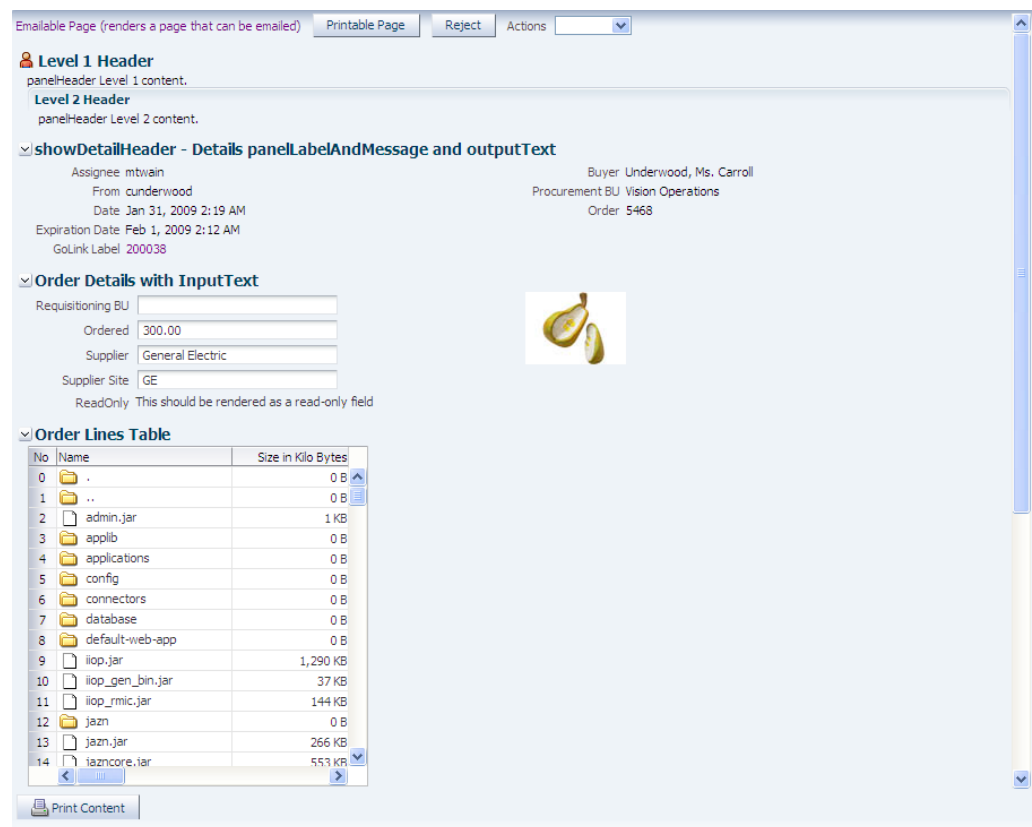 Emailable Page (renders a page that can be emailed) Printable Page Reject Actions
Level 1 Header
panelHeader Level 1 content.
Level 2 Header
panelHeader Level 2 content.
showDetailHeader - Details panelLabelAndMessage and outputText
Assignee mtwain Buyer Underwood, Ms. Carroll
From cunderwood Procurement BU Vision Operations
Date Jan 31, 2009 2:19 AM Order 5468
Expiration Date Feb 1, 2009 2:12 AM
GoLink Label 200038
Order Details with InputText
Requisitioning BU
Ordered 300.00
Supplier General Electric
Supplier Site GE
ReadOnly This should be rendered as a read-only field
Order Lines Table
No Name Size in Kilo Bytes
0 . 0 B
1 .. 0 B
2 admin.jar 1 KB
3 applib 0 B
4 applications 0 B
5 config 0 B
6 connectors 0 B
7 database 0 B
8 default-web-app 0 B
9 iiop.jar 1,290 KB
10 iiop_gen_bin.jar 37 KB
11 iiop_rmic.jar 144 KB
12 jazn 0 B
13 jazn.jar 266 KB
14 jazncore.jar 553 KB
Print Content